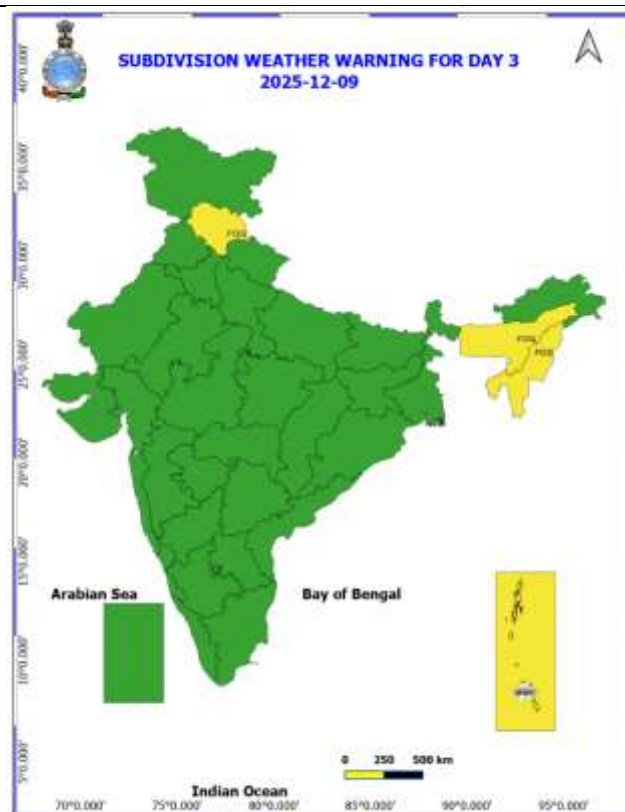 SUBDIVISION WEATHER WARNING FOR DAY 3
2025-12-09
40°0.000'
35°0.000'
30°0.000'
25°0.000'
20°0.000'
15°0.000'
10°0.000'
5°0.000'
FOG
FOG
FOG
Arabian Sea
Bay of Bengal
0 250 500 km
Indian Ocean
70°0.000' 75°0.000' 80°0.000' 85°0.000' 90°0.000' 95°0.000'